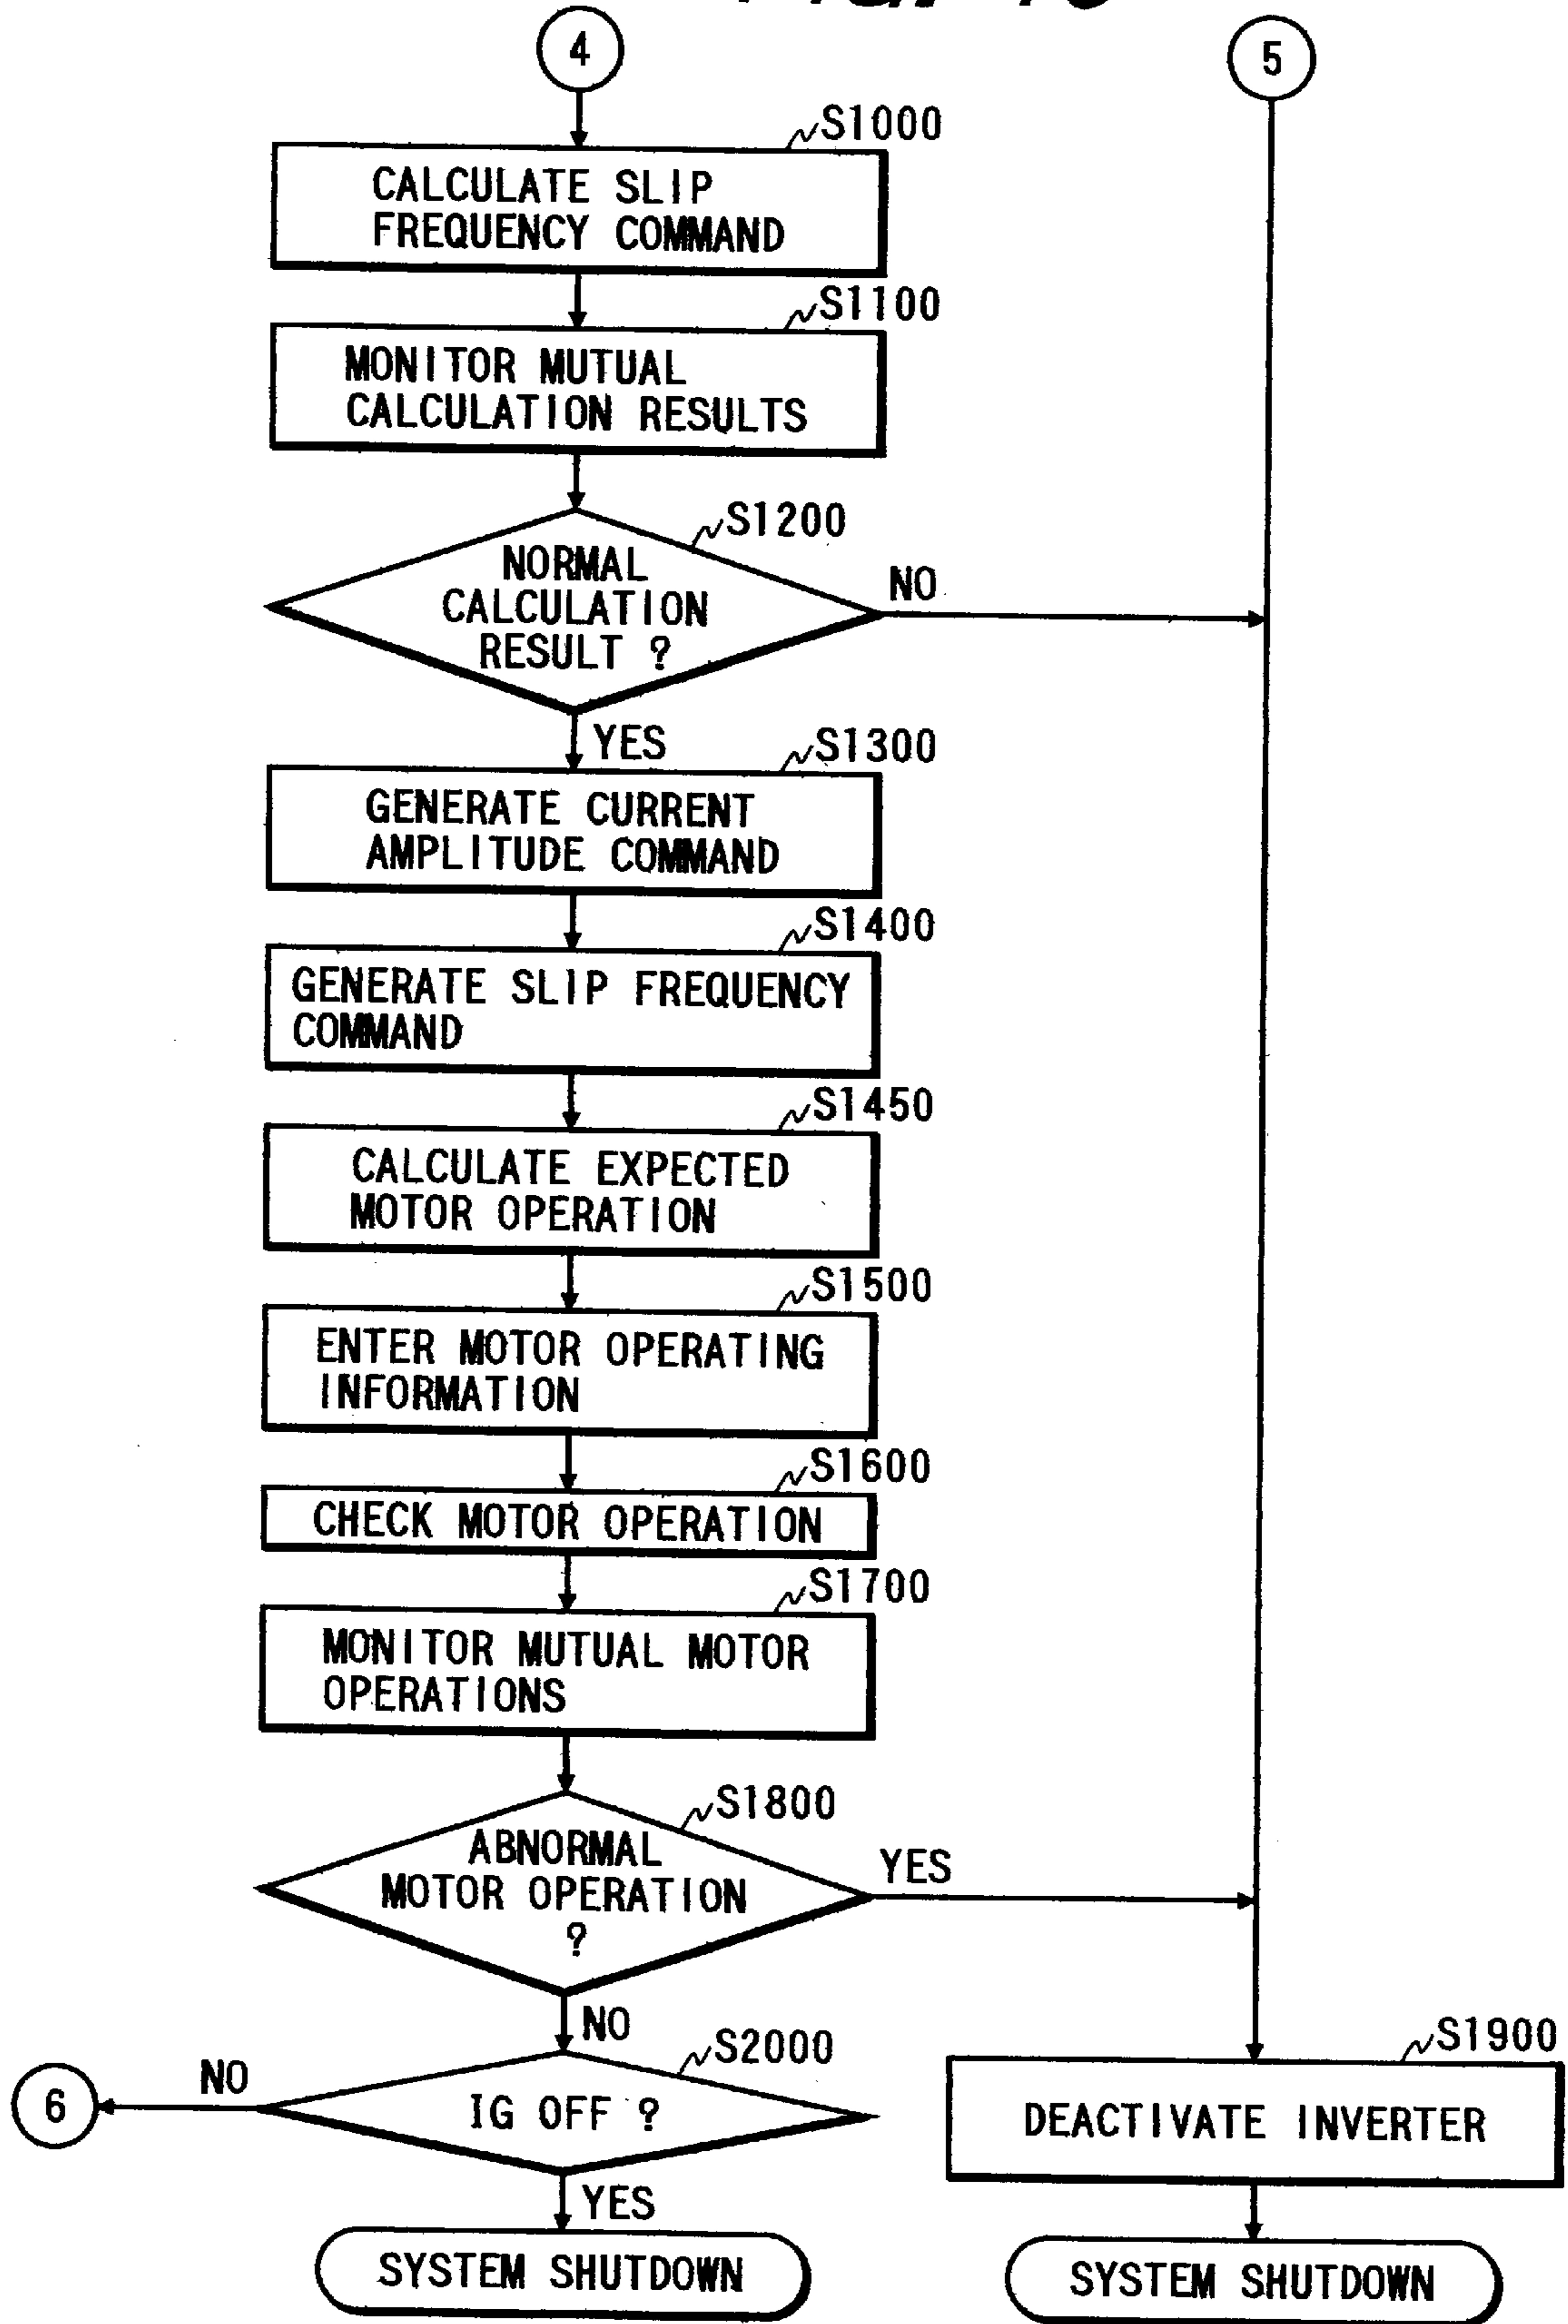 4
5
S1000
CALCULATE SLIP
FREQUENCY COMMAND
S1100
MONITOR MUTUAL
CALCULATION RESULTS
S1200
NORMAL
CALCULATION
RESULT ?
NO
YES
S1300
GENERATE CURRENT
AMPLITUDE COMMAND
S1400
GENERATE SLIP FREQUENCY
COMMAND
S1450
CALCULATE EXPECTED
MOTOR OPERATION
S1500
ENTER MOTOR OPERATING
INFORMATION
S1600
CHECK MOTOR OPERATION
S1700
MONITOR MUTUAL MOTOR
OPERATIONS
S1800
ABNORMAL
MOTOR OPERATION
?
YES
NO
S2000
IG OFF ?
NO
6
YES
SYSTEM SHUTDOWN
S1900
DEACTIVATE INVERTER
SYSTEM SHUTDOWN